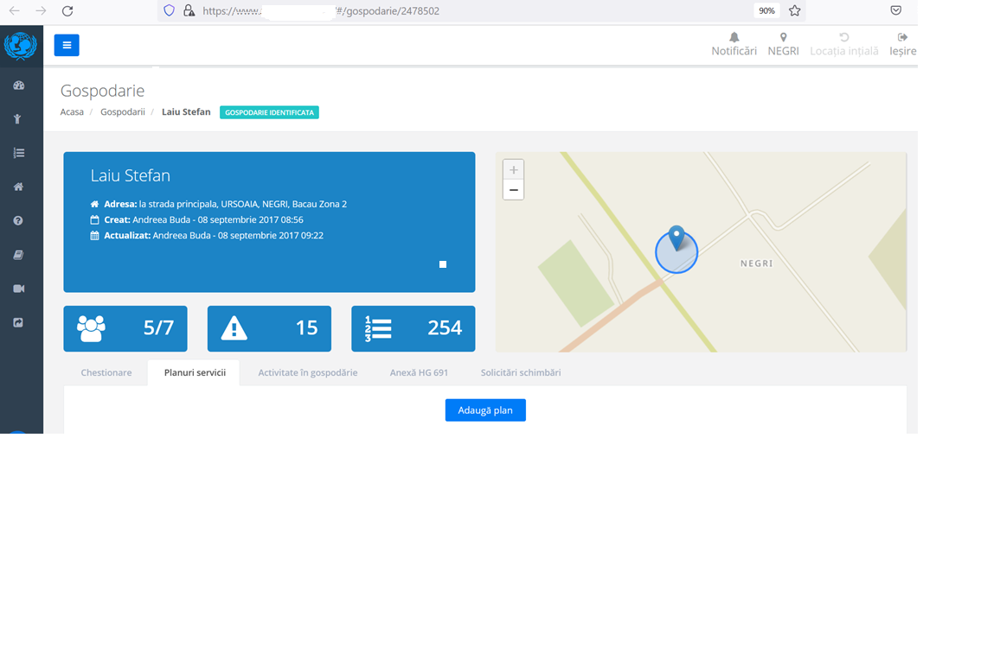 https://www. /#/gospodarie/2478502 90%
Notificări NEGRI Locația ințială Ieșire
Gospodarie
Acasa / Gospodarii / Laiu Stefan GOSPODARIE IDENTIFICATA
Laiu Stefan
Adresa: la strada principala, URSOAIA, NEGRI, Bacau Zona 2
Creat: Andreea Buda - 08 septembrie 2017 08:56
Actualizat: Andreea Buda - 08 septembrie 2017 09:22
+
−
NEGRI
5/7 15 254
Chestionare Planuri servicii Activitate în gospodărie Anexă HG 691 Solicitări schimbări
Adaugă plan